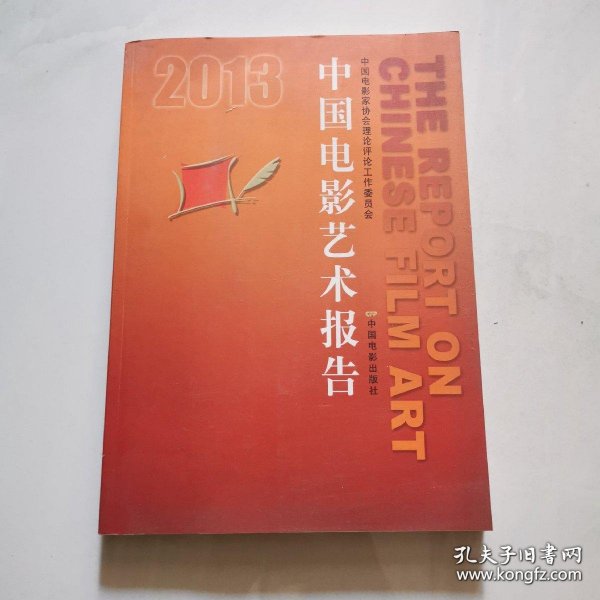 2013
中国电影艺术报告
中国电影家协会理论评论工作委员会
THE REPORT ON
CHINESE FILM ART
CFP
中国电影出版社
孔夫子旧书网
www.kongfz.com